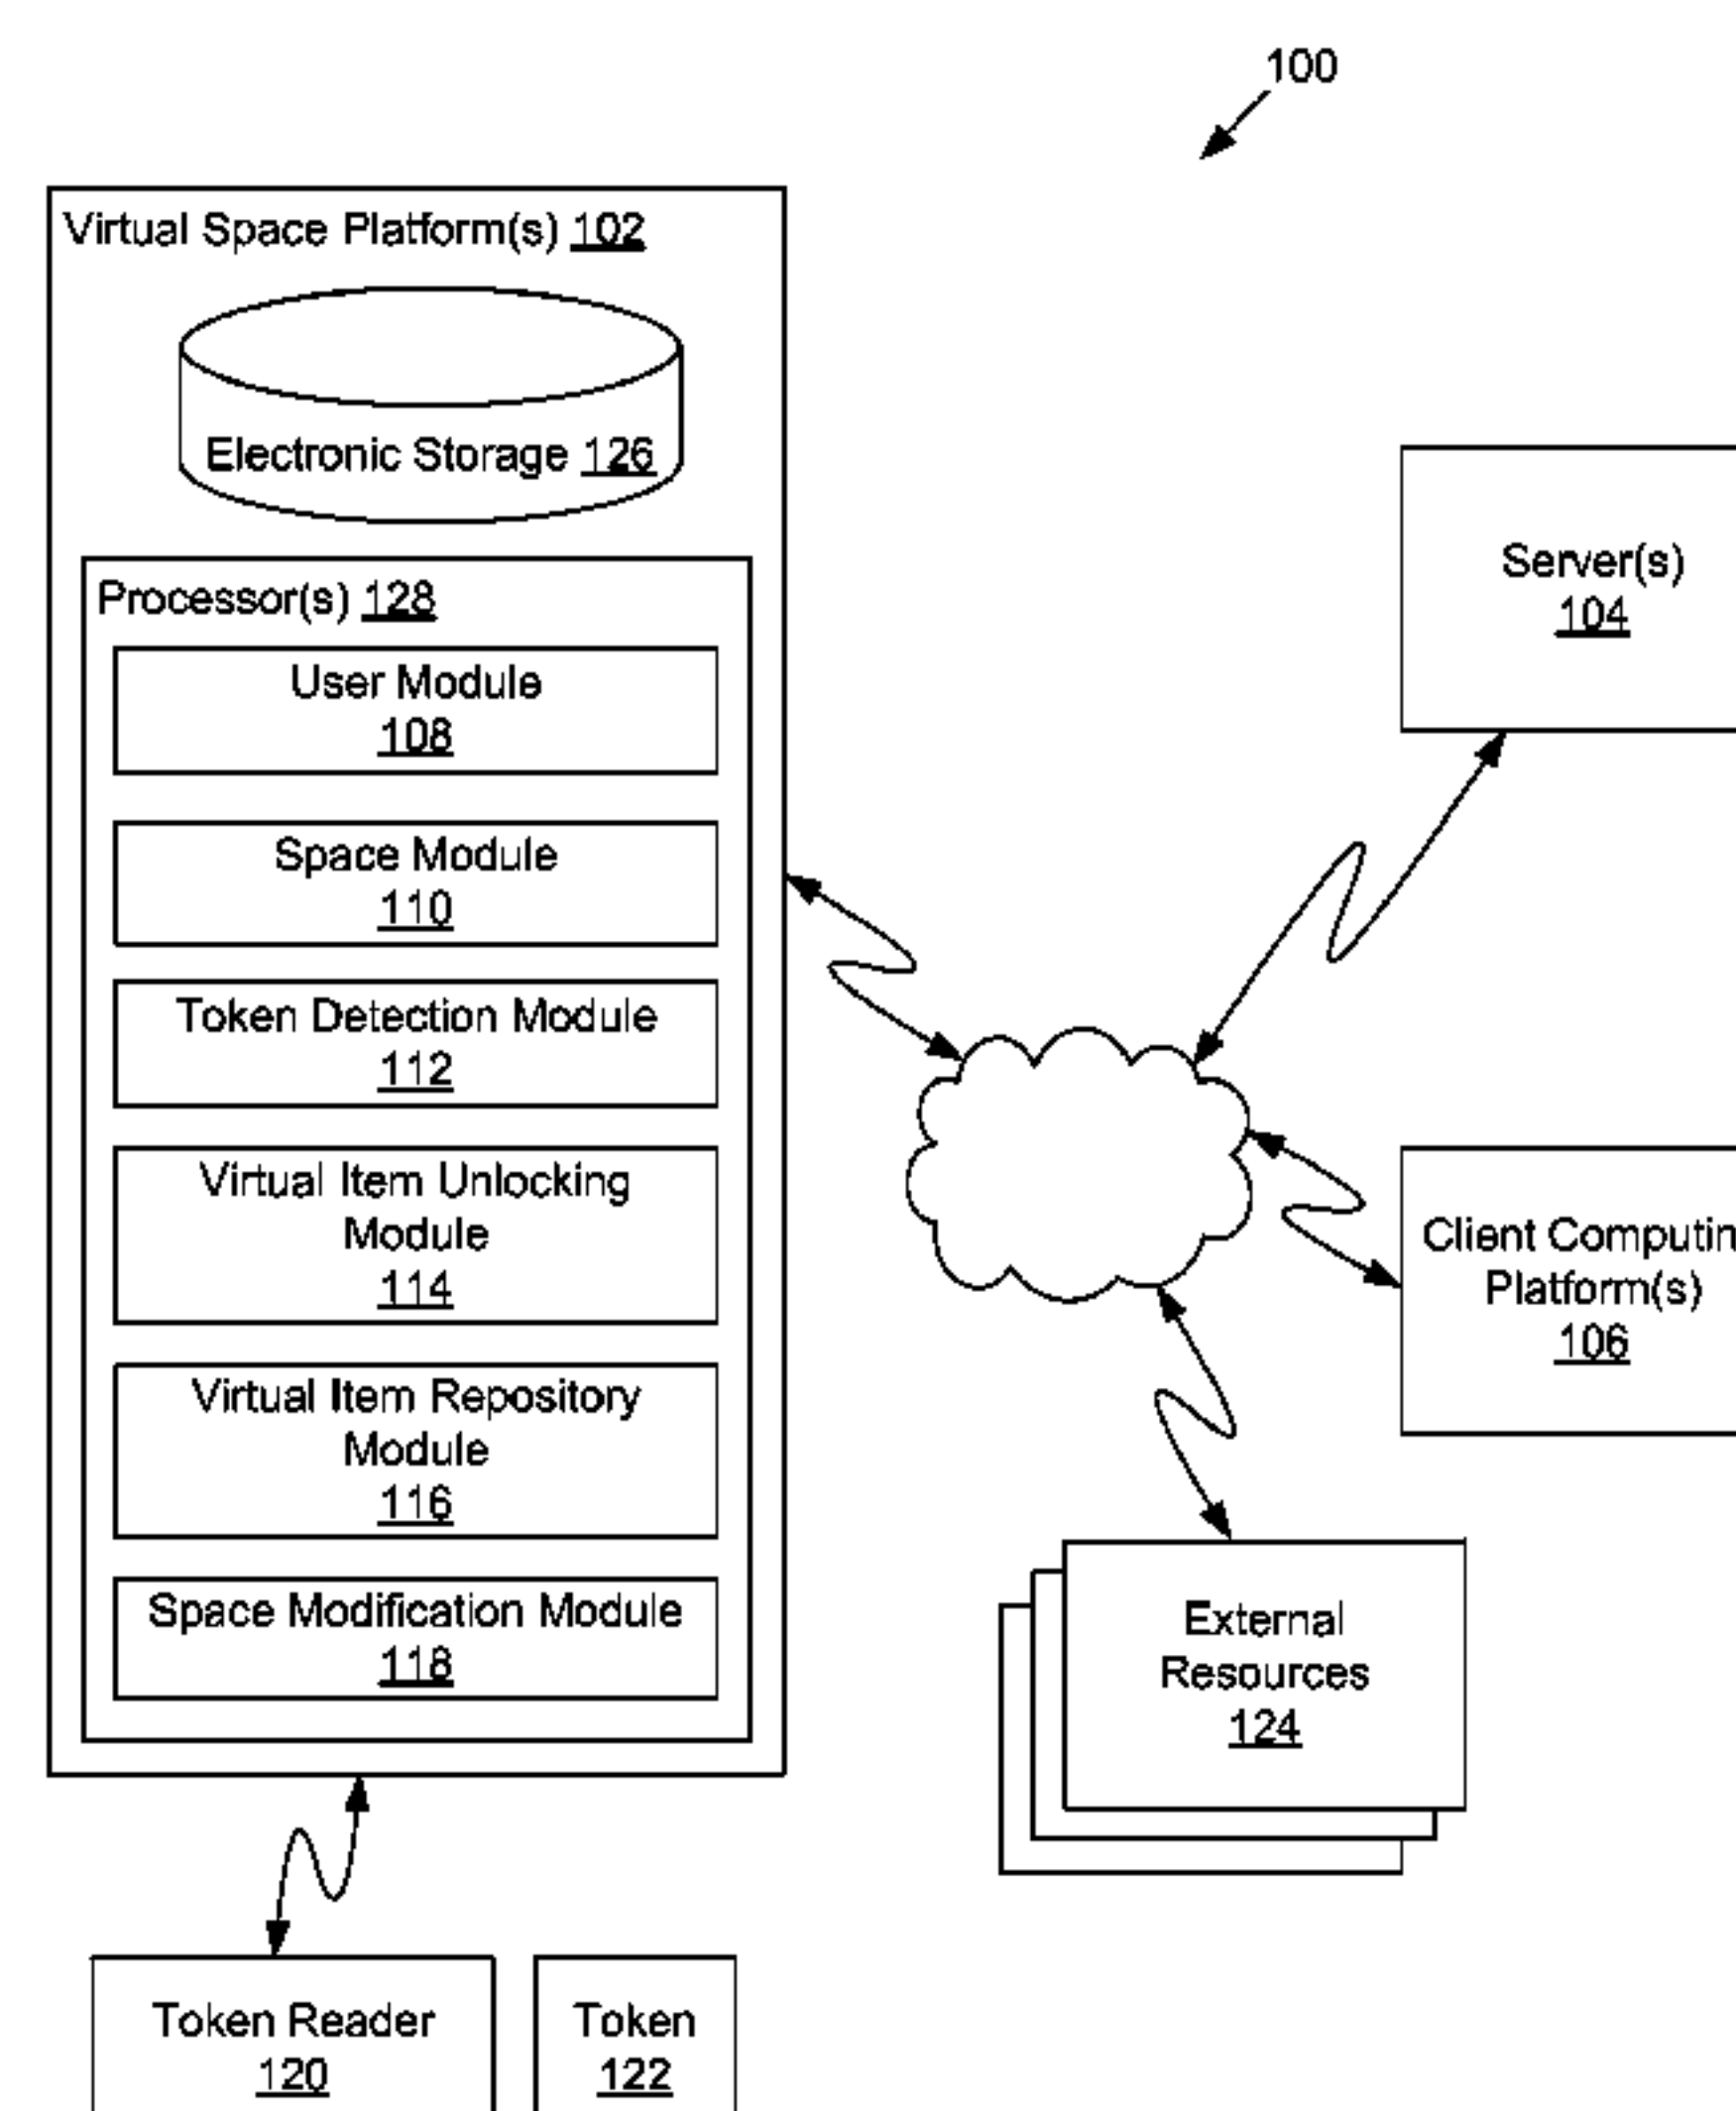 100
Virtual Space Platform(s) 102
Electronic Storage 126
Processor(s) 128
User Module
108
Space Module
110
Token Detection Module
112
Virtual Item Unlocking
Module
114
Virtual Item Repository
Module
116
Space Modification Module
118
Server(s)
104
Client Computin
Platform(s)
106
External
Resources
124
Token Reader
120
Token
122